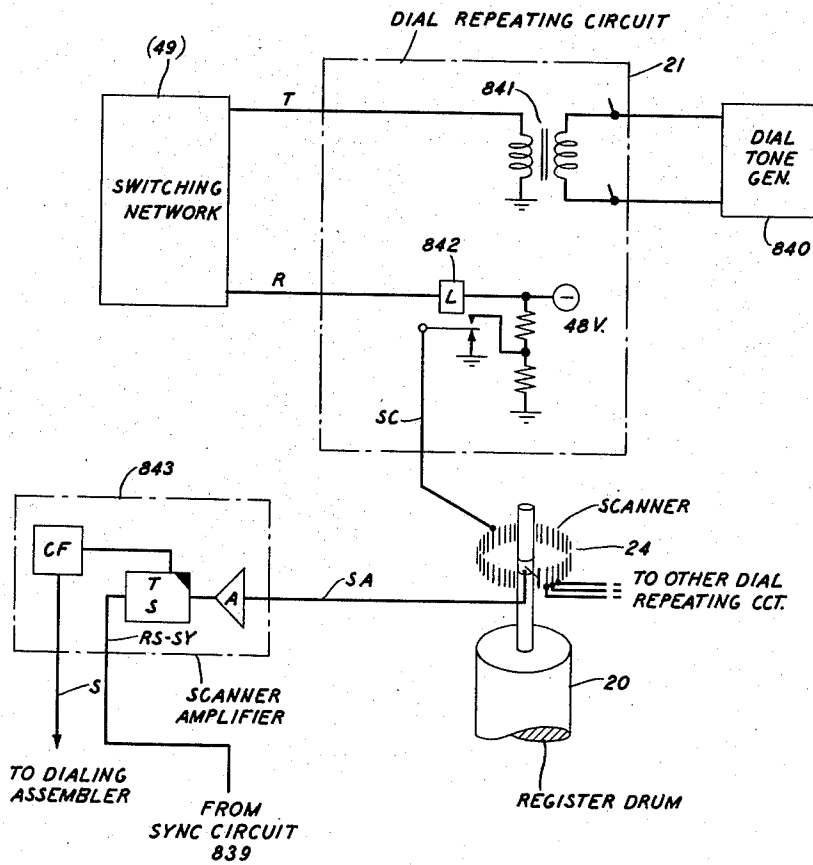 DIAL REPEATING CIRCUIT
(49)
21
T
841
SWITCHING
NETWORK
DIAL
TONE
GEN.
840
842
R
L
−
48V.
SC
843
SCANNER
CF
24
T
S
A
SA
TO OTHER DIAL
REPEATING CCT.
RS-SY
S
SCANNER
AMPLIFIER
20
TO DIALING
ASSEMBLER
FROM
SYNC CIRCUIT
839
REGISTER DRUM